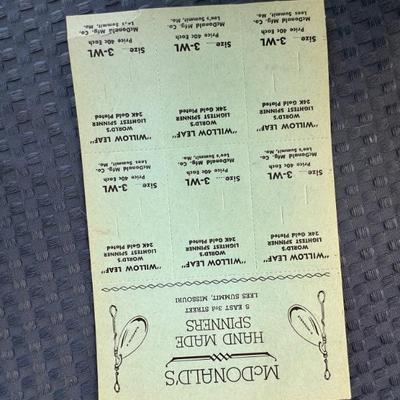 McDONALD'S
HAND MADE
SPINNERS
5 EAST 3rd STREET
LEES SUMMIT, MISSOURI
"WILLOW LEAF"
WORLD'S
LIGHTEST SPINNER
24K Gold Plated
Size .... 3-WL
Price 40c Each
McDonald Mfg. Co.
Lee's Summit, Mo.
"WILLOW LEAF"
WORLD'S
LIGHTEST SPINNER
24K Gold Plated
Size .... 3-WL
Price 40c Each
McDonald Mfg. Co.
Lee's Summit, Mo.
"WILLOW LEAF"
WORLD'S
LIGHTEST SPINNER
24K Gold Plated
Size .... 3-WL
Price 40c Each
McDonald Mfg. Co.
Lees Summit, Mo.
"WILLOW LEAF"
WORLD'S
LIGHTEST SPINNER
24K Gold Plated
Size .... 3-WL
Price 40c Each
McDonald Mfg. Co.
Lees Summit, Mo.
"WILLOW LEAF"
WORLD'S
LIGHTEST SPINNER
24K Gold Plated
Size .... 3-WL
Price 40c Each
McDonald Mfg. Co.
Lee's Summit, Mo.
"WILLOW LEAF"
WORLD'S
LIGHTEST SPINNER
24K Gold Plated
Size .... 3-WL
Price 40c Each
McDonald Mfg. Co.
Lee's Summit, Mo.